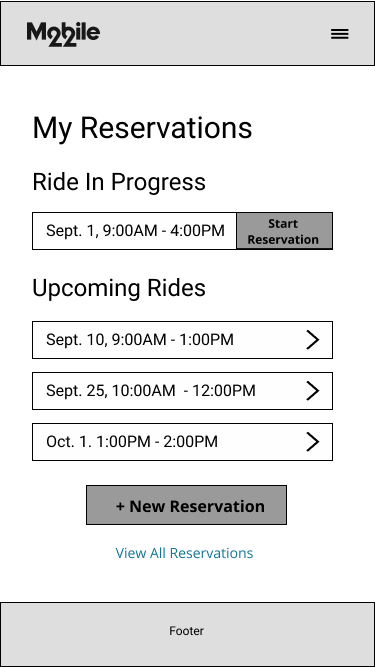 Mobile
22
My Reservations
Ride In Progress
Sept. 1, 9:00AM - 4:00PM
Start
Reservation
Upcoming Rides
Sept. 10, 9:00AM - 1:00PM
Sept. 25, 10:00AM  - 12:00PM
Oct. 1. 1:00PM - 2:00PM
+ New Reservation
View All Reservations
Footer